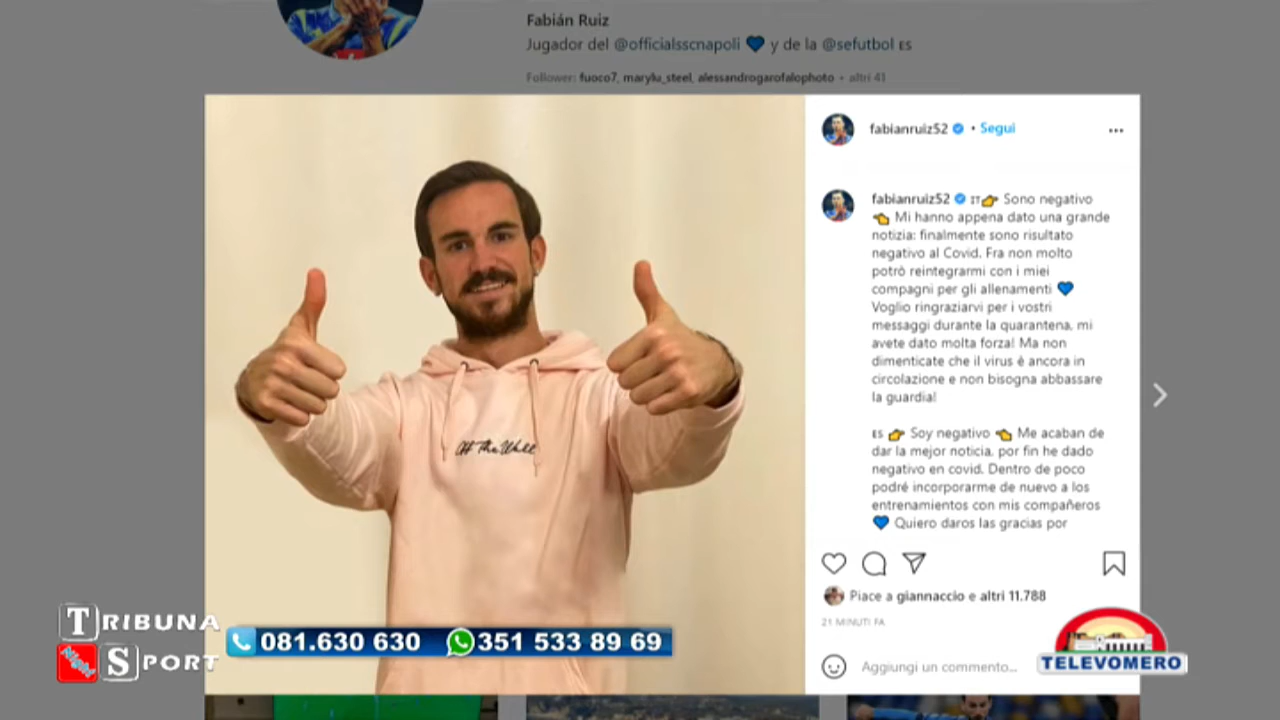 Fabián Ruiz
Jugador del @officialsscnapoli 💙 y de la @sefutbol ES
Follower: fuoco7, marylu_steel, alessandrogarofalophoto • altri 41
fabianruiz52 • Segui
fabianruiz52 IT👉 Sono negativo
👈 Mi hanno appena dato una grande
notizia: finalmente sono risultato
negativo al Covid. Fra non molto
potrò reintegrarmi con i miei
compagni per gli allenamenti 💙
Voglio ringraziarvi per i vostri
messaggi durante la quarantena, mi
avete dato molta forza! Ma non
dimenticate che il virus è ancora in
circolazione e non bisogna abbassare
la guardia!
ES 👉 Soy negativo 👈 Me acaban de
dar la mejor noticia, por fin he dado
negativo en covid. Dentro de poco
podré incorporarme de nuevo a los
entrenamientos con mis compañeros
💙 Quiero daros las gracias por
Piace a giannaccio e altri 11.788
21 MINUTI FA
Aggiungi un commento...
Off The Wall
TRIBUNA
SPORT
081.630 630 351 533 89 69
TELEVOMERO